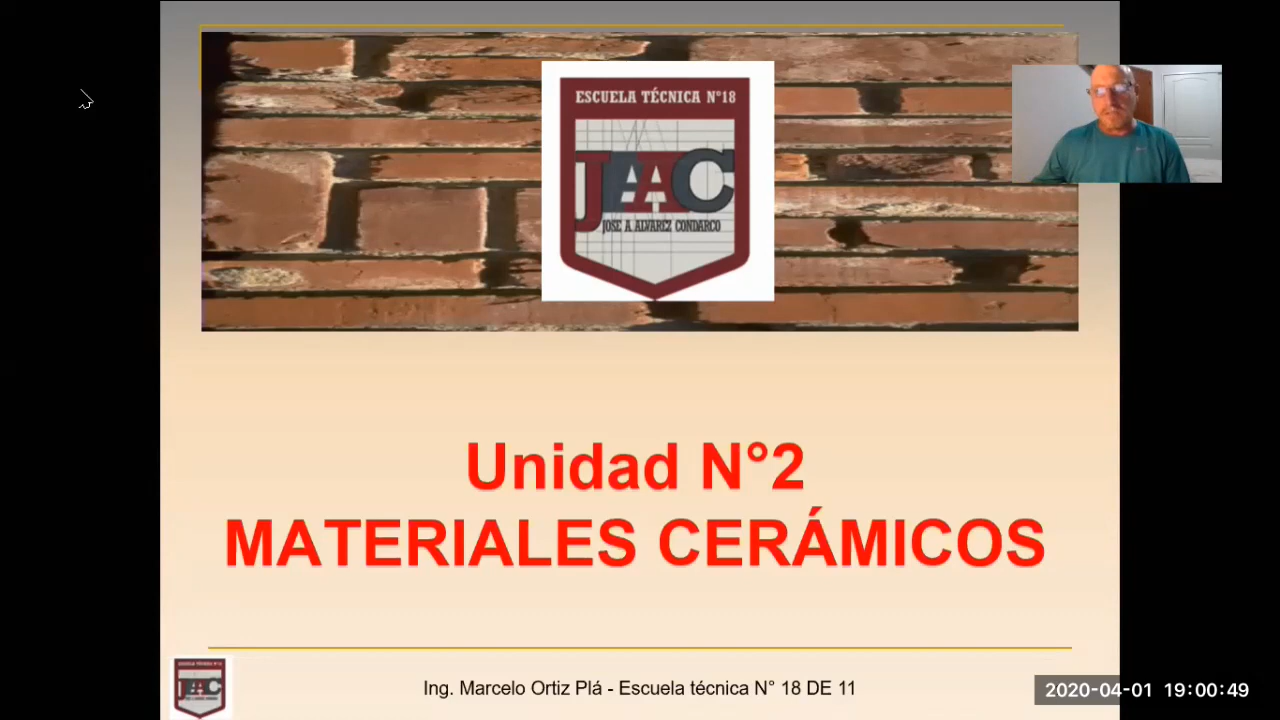 ESCUELA TÉCNICA N°18
JAAC
JOSE A. ALVAREZ CONDARCO
Unidad N°2
MATERIALES CERÁMICOS
JAAC
Ing. Marcelo Ortiz Plá - Escuela técnica N° 18 DE 11
2020-04-01 19:00:49